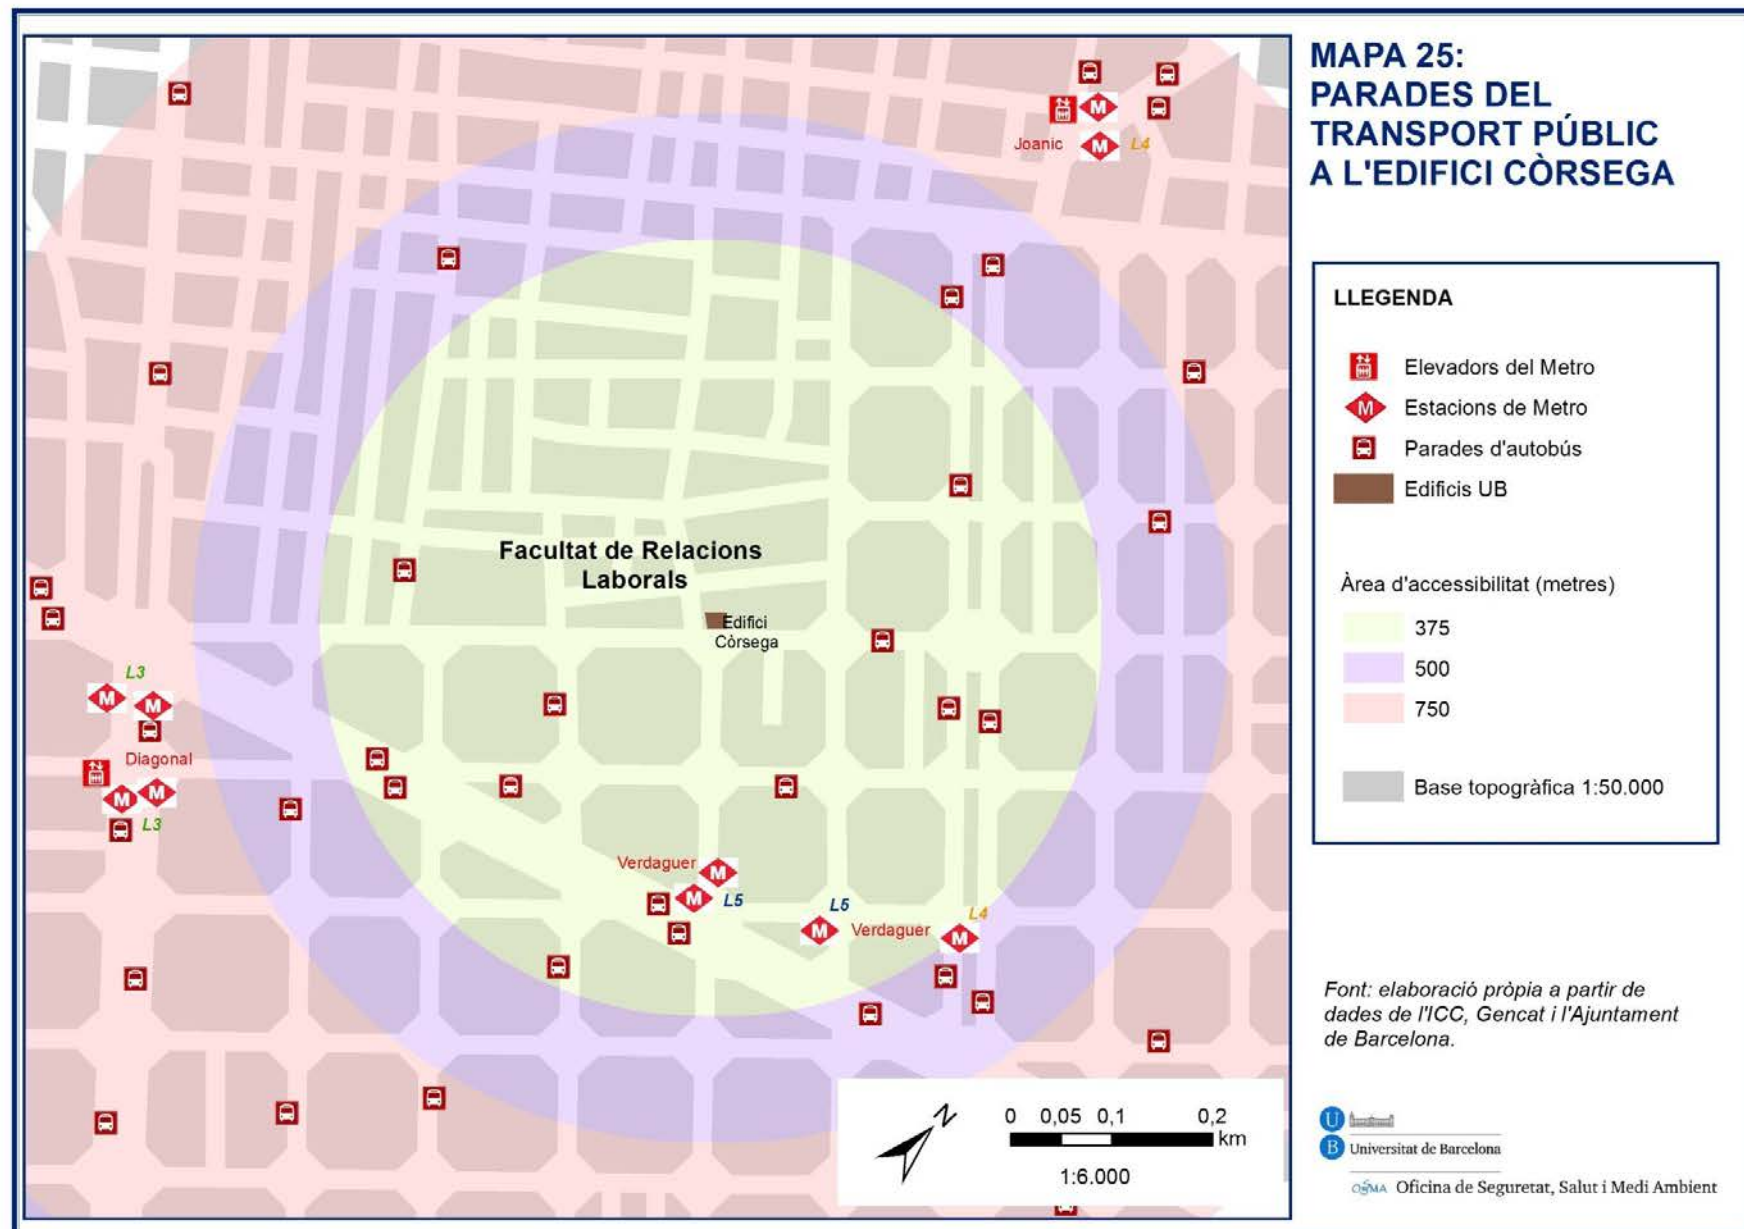 MAPA 25:
PARADES DEL
TRANSPORT PÚBLIC
A L'EDIFICI CÒRSEGA
Joanic
L4
Facultat de Relacions
Laborals
Edifici
Còrsega
L3
Diagonal
L3
Verdaguer
L5
L5
Verdaguer
L4
N
0 0,05 0,1 0,2
km
1:6.000
LLEGENDA
Elevadors del Metro
M Estacions de Metro
Parades d'autobús
Edificis UB
Àrea d'accessibilitat (metres)
375
500
750
Base topogràfica 1:50.000
Font: elaboració pròpia a partir de
dades de l'ICC, Gencat i l'Ajuntament
de Barcelona.
U
B Universitat de Barcelona
OSSMA Oficina de Seguretat, Salut i Medi Ambient